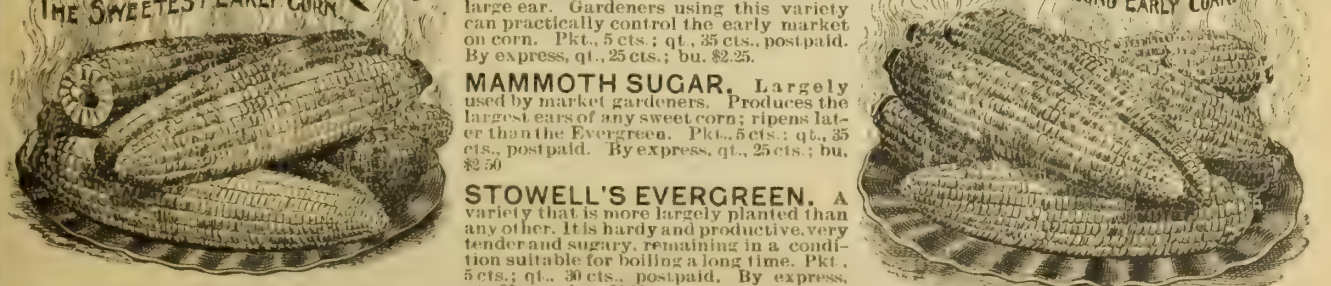 THE SWEETEST EARLY CORN
large ear. Gardeners using this variety
can practically control the early market
on corn. Pkt., 5 cts.; qt., 35 cts., postpaid.
By express, qt., 25 cts.; bu. $2.25.
MAMMOTH SUGAR. Largely
used by market gardeners. Produces the
largest ears of any sweet corn; ripens lat-
er than the Evergreen. Pkt., 5 cts.; qt., 35
cts., postpaid. By express, qt., 25 cts.; bu.
$2 50
STOWELL'S EVERGREEN. A
variety that is more largely planted than
any other. It is hardy and productive, very
tender and sugary, remaining in a condi-
tion suitable for boiling a long time. Pkt.,
5 cts.; qt., 30 cts., postpaid. By express,
EARLY CORN